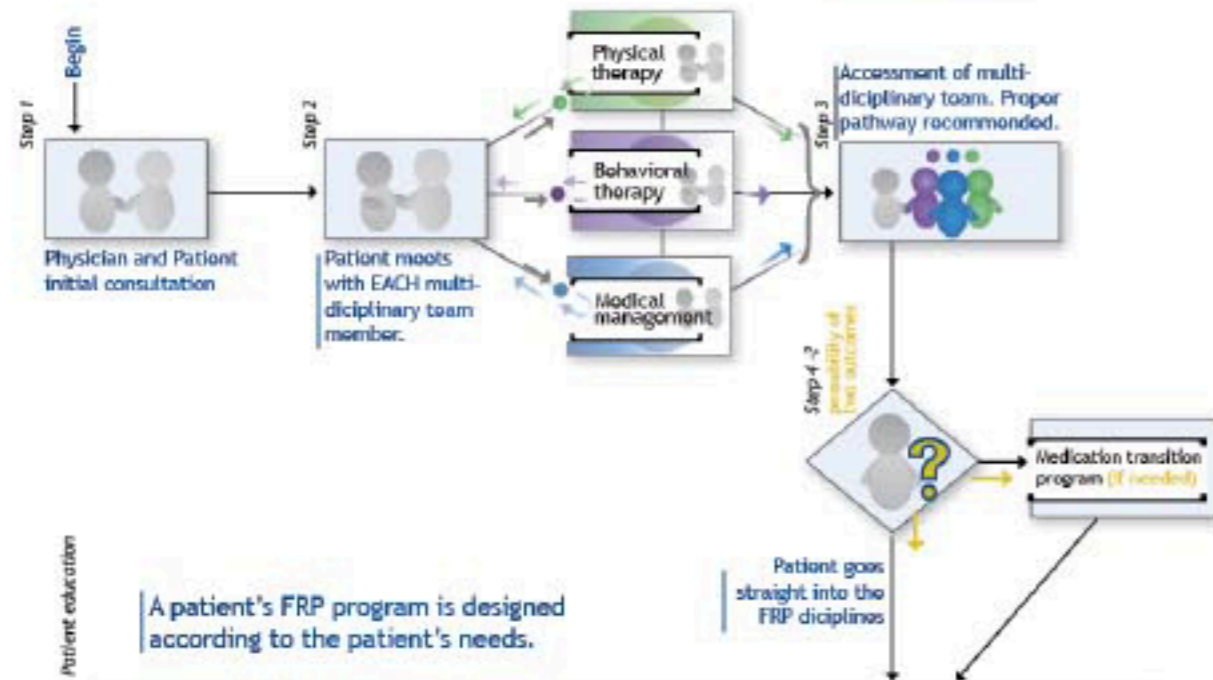 Step 1
Begin
Physician and Patient
initial consultation
Step 2
Patient meets
with EACH multi-
diciplinary team
member.
Physical
therapy
Behavioral
therapy
Medical
management
Step 3
Accessment of multi-
diciplinary team. Proper
pathway recommended.
Step 4 -2
possibility of
two outcomes
?
Medication transition
program (if needed)
Patient goes
straight into the
FRP diciplines
Patient education
A patient's FRP program is designed
according to the patient's needs.